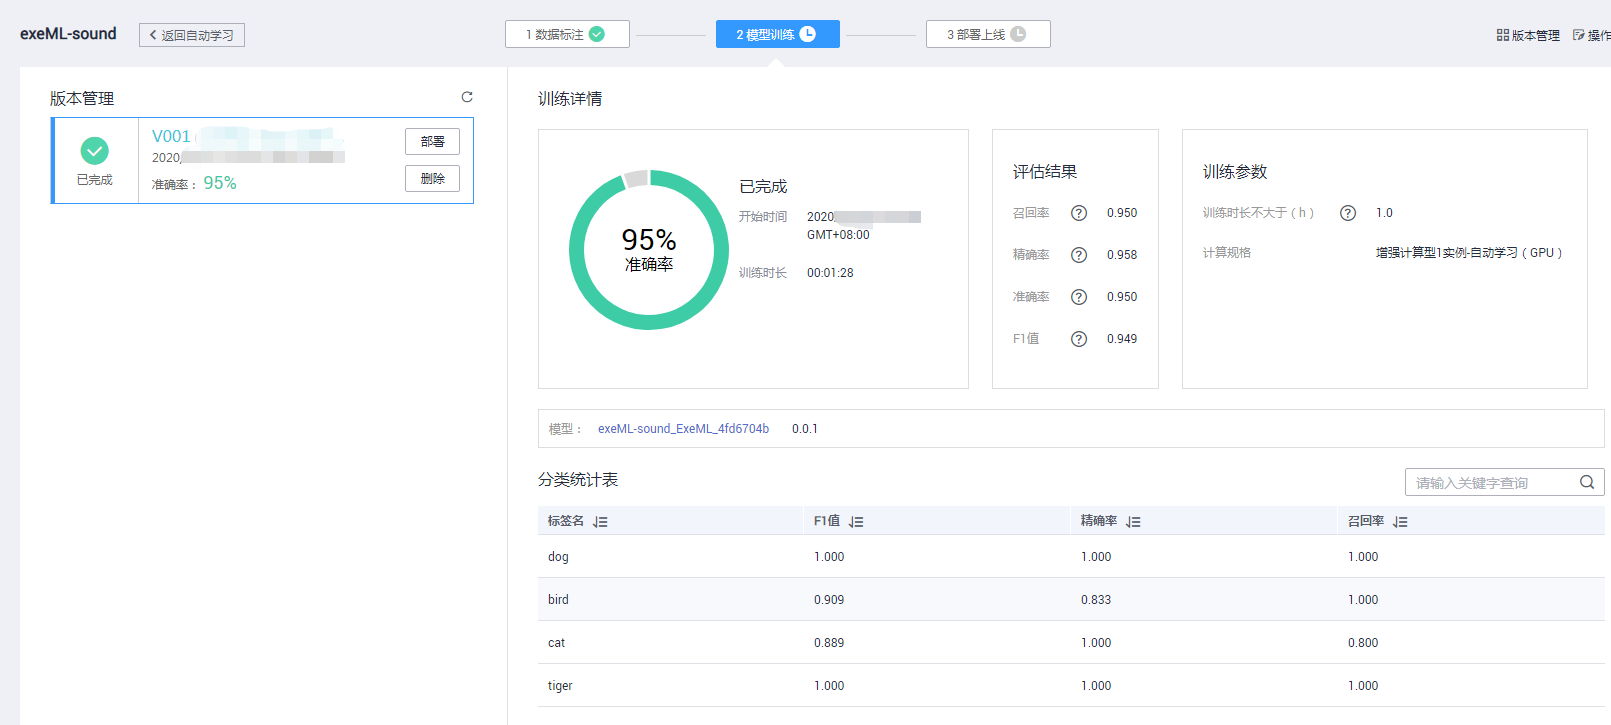 exeML-sound
返回自动学习
1 数据标注
2 模型训练
3 部署上线
版本管理
操作
版本管理
V001
2020
准确率： 95%
已完成
部署
删除
训练详情
95%
准确率
已完成
开始时间 2020
GMT+08:00
训练时长 00:01:28
评估结果
召回率 ? 0.950
精确率 ? 0.958
准确率 ? 0.950
F1值 ? 0.949
训练参数
训练时长不大于（h） ? 1.0
计算规格 增强计算型1实例-自动学习（GPU）
模型： exeML-sound_ExeML_4fd6704b 0.0.1
分类统计表
请输入关键字查询
标签名 F1值 精确率 召回率
dog 1.000 1.000 1.000
bird 0.909 0.833 1.000
cat 0.889 1.000 0.800
tiger 1.000 1.000 1.000